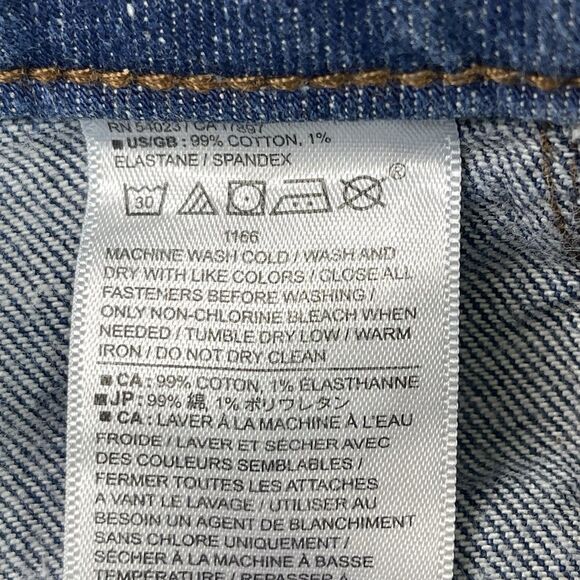 RN 54023 / CA 17897
■ US/GB : 99% COTTON, 1%
ELASTANE / SPANDEX
30 ®
1166
MACHINE WASH COLD / WASH AND
DRY WITH LIKE COLORS / CLOSE ALL
FASTENERS BEFORE WASHING /
ONLY NON-CHLORINE BLEACH WHEN
NEEDED / TUMBLE DRY LOW / WARM
IRON / DO NOT DRY CLEAN
■ CA : 99% COTON, 1% ÉLASTHANNE
■ JP : 99% 綿, 1% ポリウレタン
■ CA : LAVER À LA MACHINE À L'EAU
FROIDE / LAVER ET SÉCHER AVEC
DES COULEURS SEMBLABLES /
FERMER TOUTES LES ATTACHES
AVANT LE LAVAGE / UTILISER AU
BESOIN UN AGENT DE BLANCHIMENT
SANS CHLORE UNIQUEMENT /
SÉCHER À LA MACHINE À BASSE
TEMPÉRATURE / REPASSER À